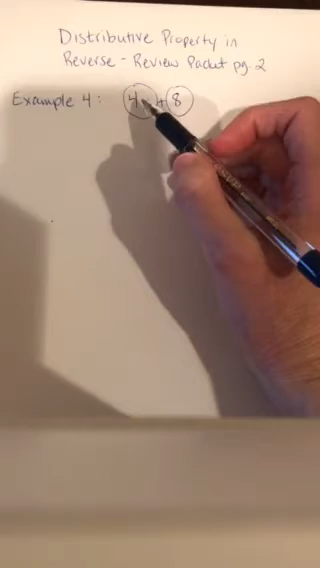 Distributive Property in
Reverse - Review Packet pg. 2
Example 4: 4 + 8